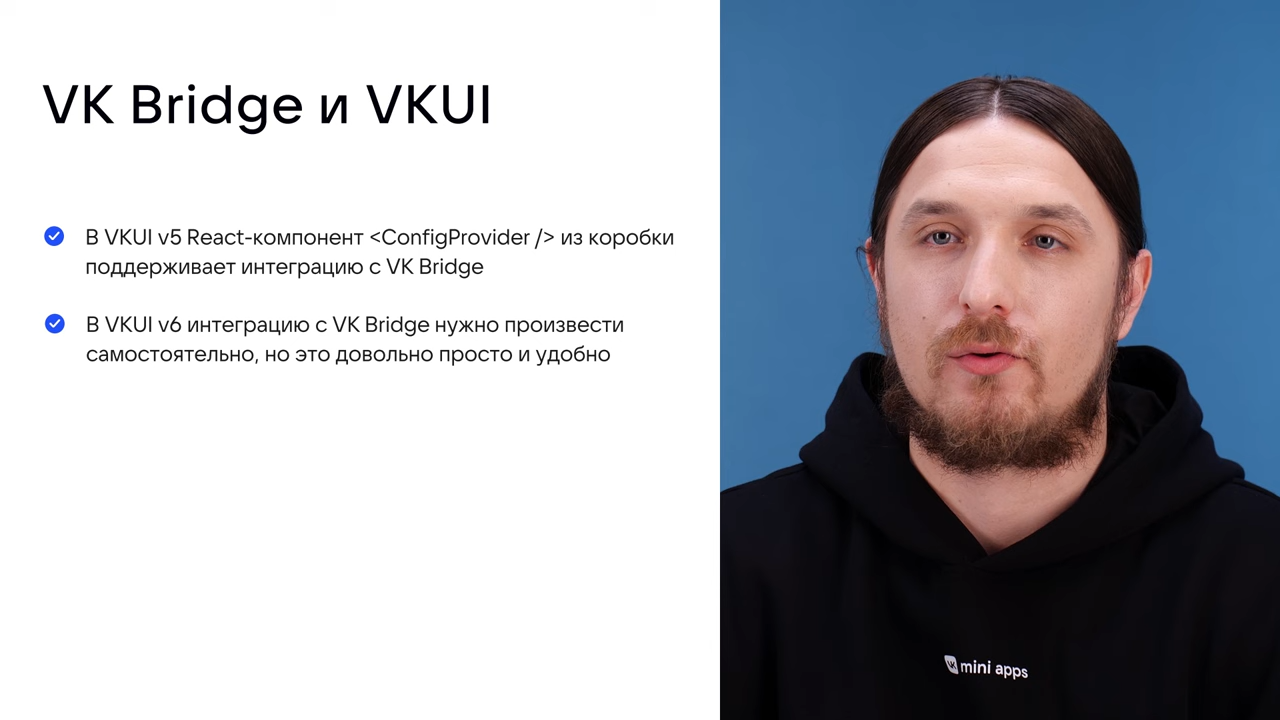 VK Bridge и VKUI
В VKUI v5 React-компонент <ConfigProvider /> из коробки
поддерживает интеграцию с VK Bridge
В VKUI v6 интеграцию с VK Bridge нужно произвести
самостоятельно, но это довольно просто и удобно
VK mini apps